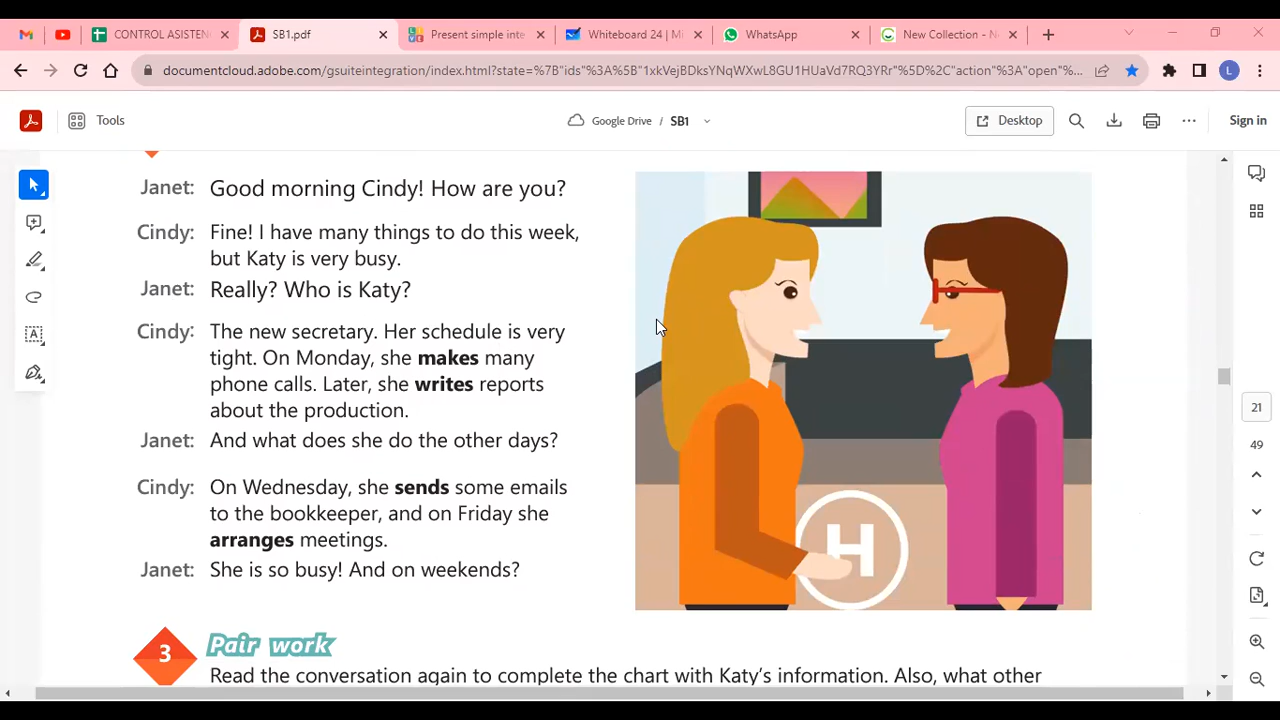 CONTROL ASISTEN
SB1.pdf
Present simple inte
Whiteboard 24 | Mi
WhatsApp
New Collection - N
documentcloud.adobe.com/gsuiteintegration/index.html?state=%7B"ids"%3A%5B"1xkVejBDksYNqWXwL8GU1HUaVd7RQ3YRr"%5D%2C"action"%3A"open"%...
L
Tools
Google Drive / SB1
Desktop
Sign in
Janet: Good morning Cindy! How are you?
Cindy: Fine! I have many things to do this week,
but Katy is very busy.
Janet: Really? Who is Katy?
Cindy: The new secretary. Her schedule is very
tight. On Monday, she makes many
phone calls. Later, she writes reports
about the production.
Janet: And what does she do the other days?
Cindy: On Wednesday, she sends some emails
to the bookkeeper, and on Friday she
arranges meetings.
Janet: She is so busy! And on weekends?
H
21
49
3 Pair work
Read the conversation again to complete the chart with Katy's information. Also, what other